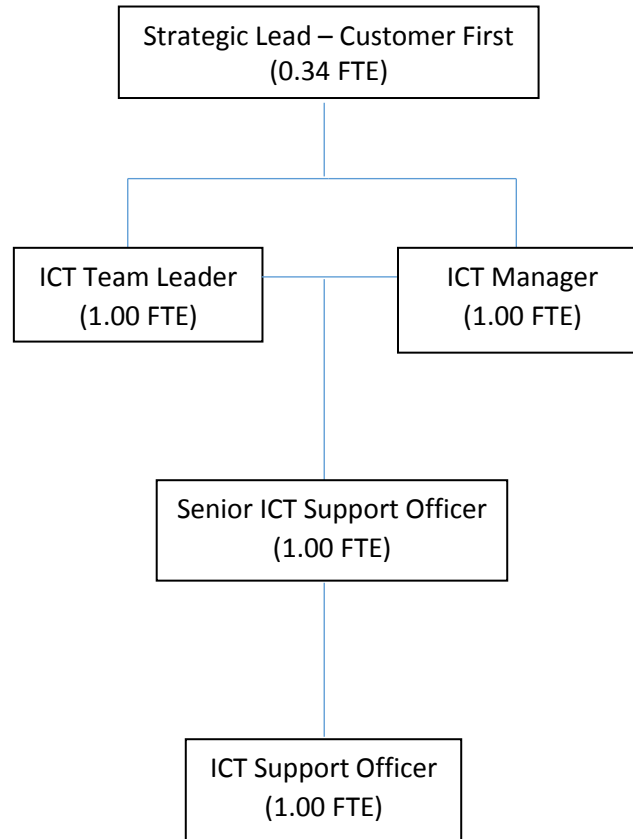 Strategic Lead – Customer First
(0.34 FTE)
ICT Team Leader
(1.00 FTE)
ICT Manager
(1.00 FTE)
Senior ICT Support Officer
(1.00 FTE)
ICT Support Officer
(1.00 FTE)